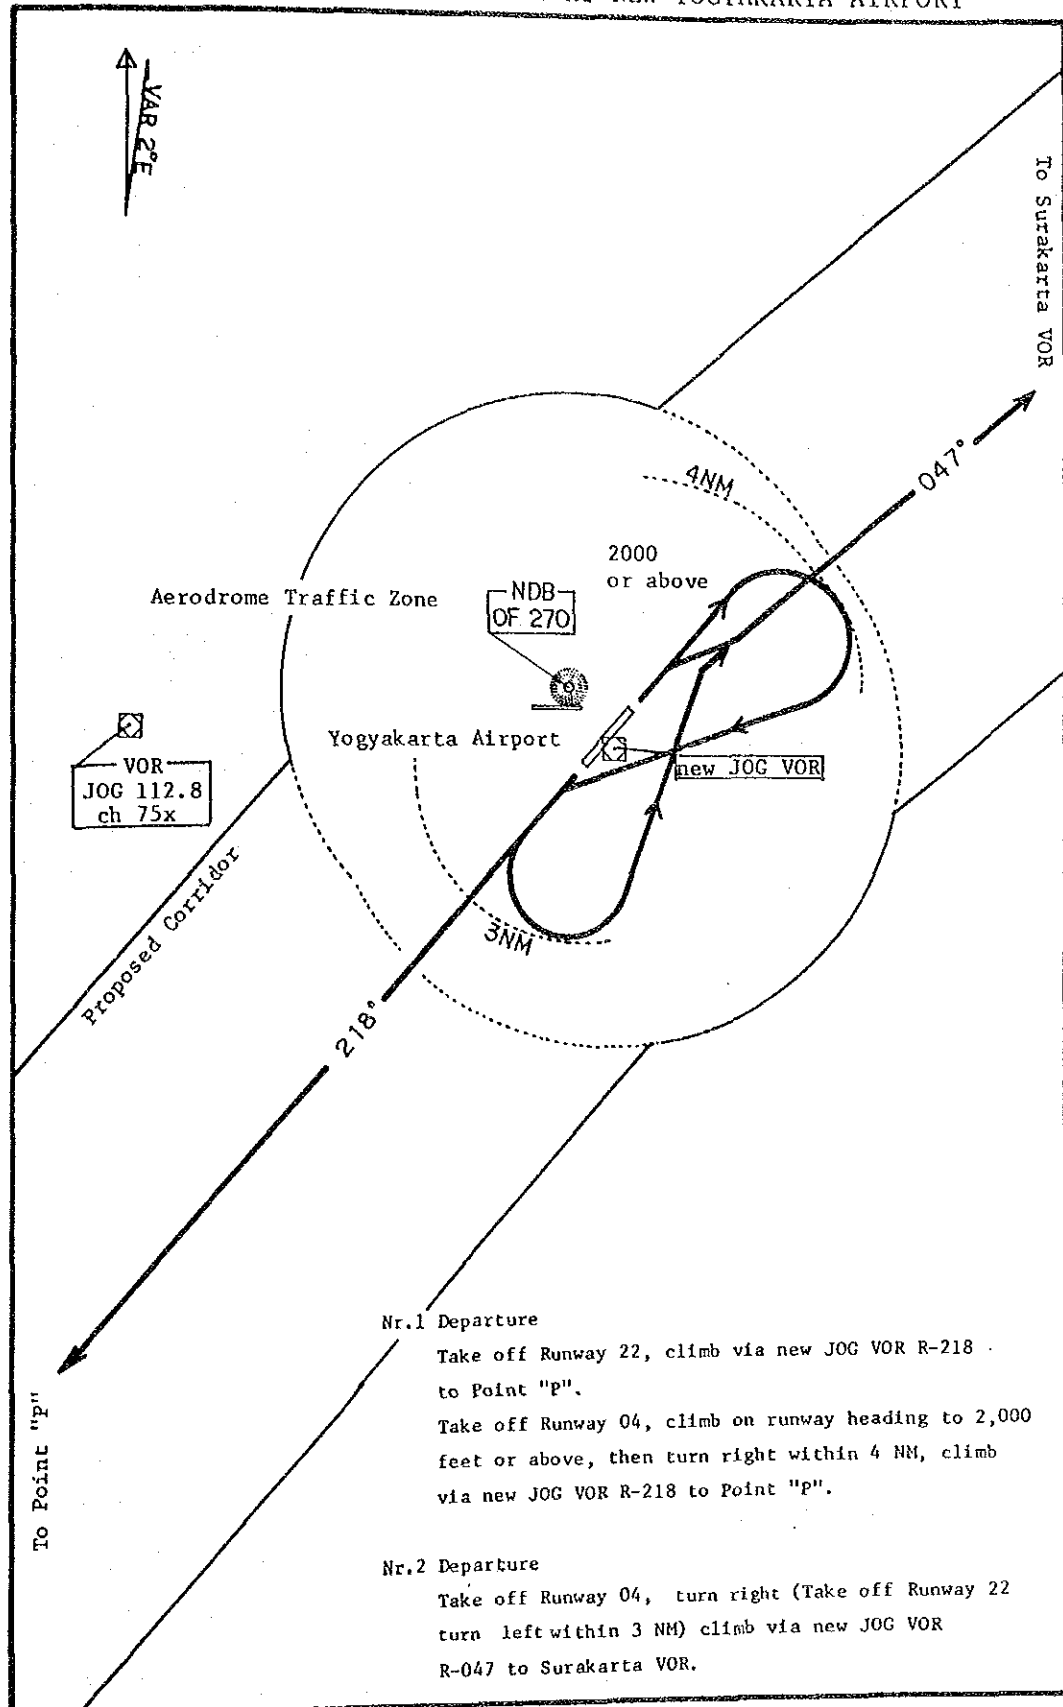 YOGYAKARTA AIRPORT
VAR 2°E
To Surakarta VOR
047°
4NM
2000
or above
NDB
OF 270
Aerodrome Traffic Zone
Yogyakarta Airport
new JOG VOR
VOR
JOG 112.8
ch 75x
Proposed Corridor
3NM
218°
To Point "P"
Nr.1 Departure
Take off Runway 22, climb via new JOG VOR R-218
to Point "P".
Take off Runway 04, climb on runway heading to 2,000
feet or above, then turn right within 4 NM, climb
via new JOG VOR R-218 to Point "P".
Nr.2 Departure
Take off Runway 04, turn right (Take off Runway 22
turn left within 3 NM) climb via new JOG VOR
R-047 to Surakarta VOR.